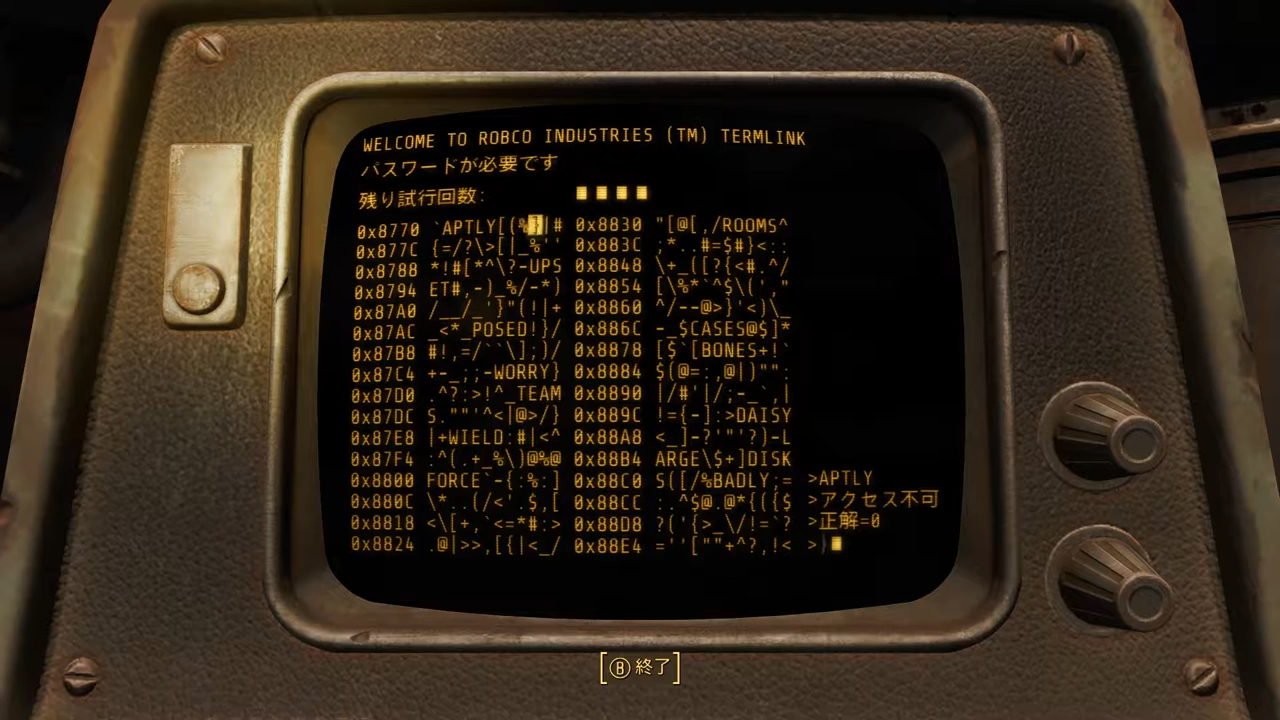 WELCOME TO ROBCO INDUSTRIES (TM) TERMLINK
パスワードが必要です
残り試行回数:
0x8770 `APTLY[(%)|# 0x8830 "[@[,/ROOMS^
0x877C {=/?\>[|_%'' 0x883C ;*..#=$#}<::
0x8788 *!#[*^\?-UPS 0x8848 \+_([?{<#.^/
0x8794 ET#,-)_%/-*) 0x8854 [\%*`^$\(',"
0x87A0 /__/_'}"(!|+ 0x8860 ^/--@>}'<)\_
0x87AC _<*_POSED!}/ 0x886C -_$CASES@$]*
0x87B8 #!,=/``\];)/ 0x8878 [$`[BONES+!`
0x87C4 +-_;;-WORRY} 0x8884 $(@=:,@|)"":
0x87D0 .^?:>!^_TEAM 0x8890 |/#'|/;-_`,|
0x87DC S.""'^<|@>/} 0x889C !={-]:>DAISY
0x87E8 |+WIELD:#|<^ 0x88A8 <_]-?'"'?)-L
0x87F4 :^(.+_%\)@%@ 0x88B4 ARGE\$+]DISK
0x8800 FORCE`-{:%:] 0x88C0 S([/%BADLY;= >APTLY
0x880C \*..(/<'.$,[ 0x88CC :.^$@.@*{({$ >アクセス不可
0x8818 <\[+,`<=*#:> 0x88D8 ?('{>_\/!=`? >正解=0
0x8824 .@|>>,[{|<_/ 0x88E4 =''[""+^?,!< >)
B 終了